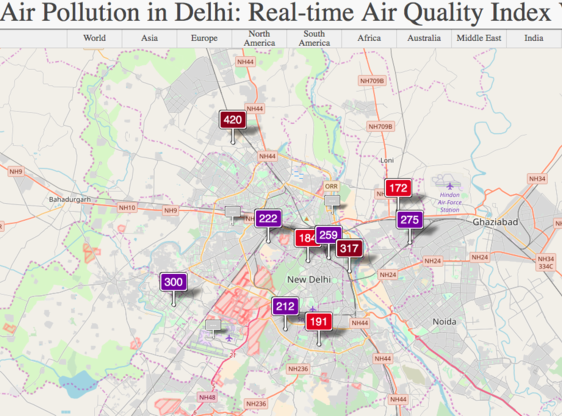 Air Pollution in Delhi: Real-time Air Quality Index
World
Asia
Europe
North
America
South
America
Africa
Australia
Middle East
India
NH44
NH709B
420
NH44
NH709B
NH44
Loni
NH34
NH9
ORR
172
Hindon
Air Force
Station
Bahadurgarh
NH10
NH9
222
275
Ghaziabad
184
259
317
NH24
NH24
NH34
334C
NH24
New Delhi
300
212
191
NH44
Noida
NH44
NH236
NH48
NH236
NH44